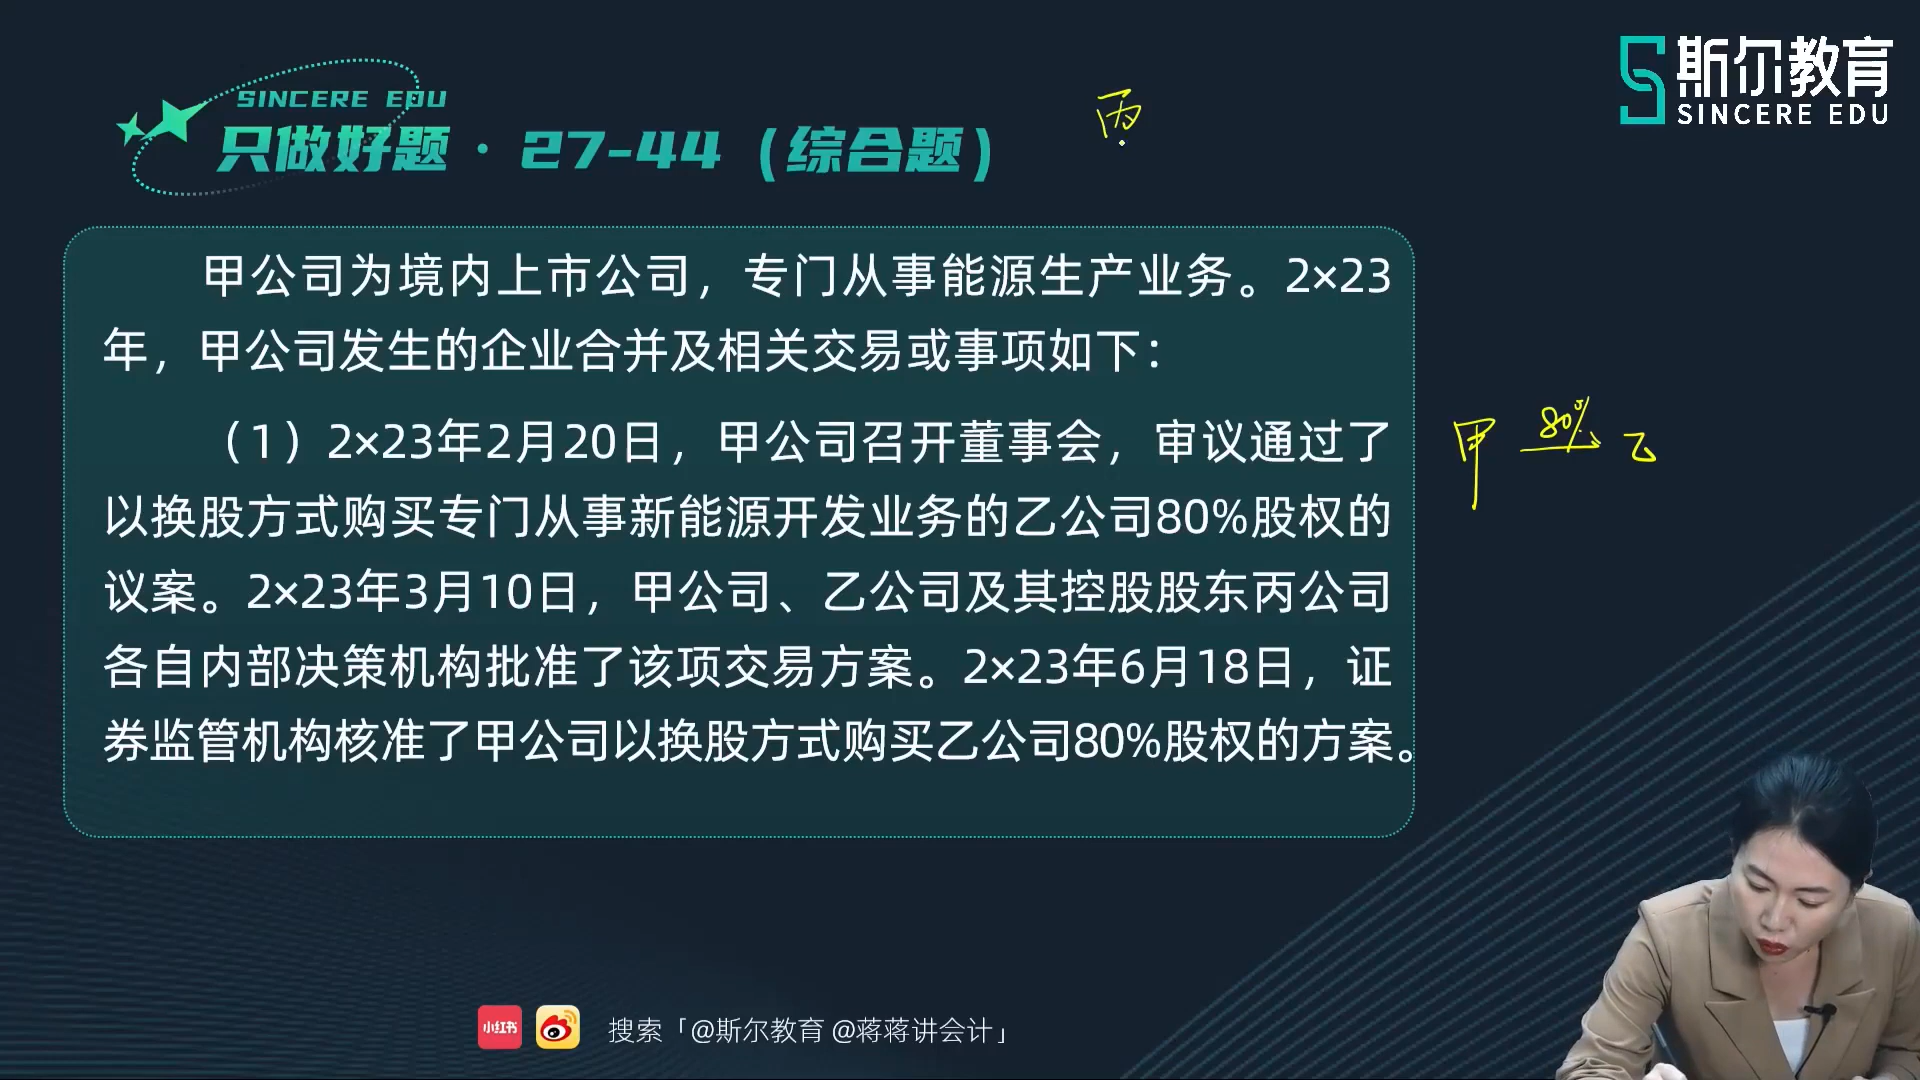 SINCERE EDU
只做好题·27-44（综合题）
丙
斯尔教育
SINCERE EDU
甲公司为境内上市公司，专门从事能源生产业务。2×23
年，甲公司发生的企业合并及相关交易或事项如下：
（1）2×23年2月20日，甲公司召开董事会，审议通过了
以换股方式购买专门从事新能源开发业务的乙公司80%股权的
议案。2×23年3月10日，甲公司、乙公司及其控股股东丙公司
各自内部决策机构批准了该项交易方案。2×23年6月18日，证
券监管机构核准了甲公司以换股方式购买乙公司80%股权的方案。
甲 80% 乙
小红书
搜索「@斯尔教育 @蒋蒋讲会计」